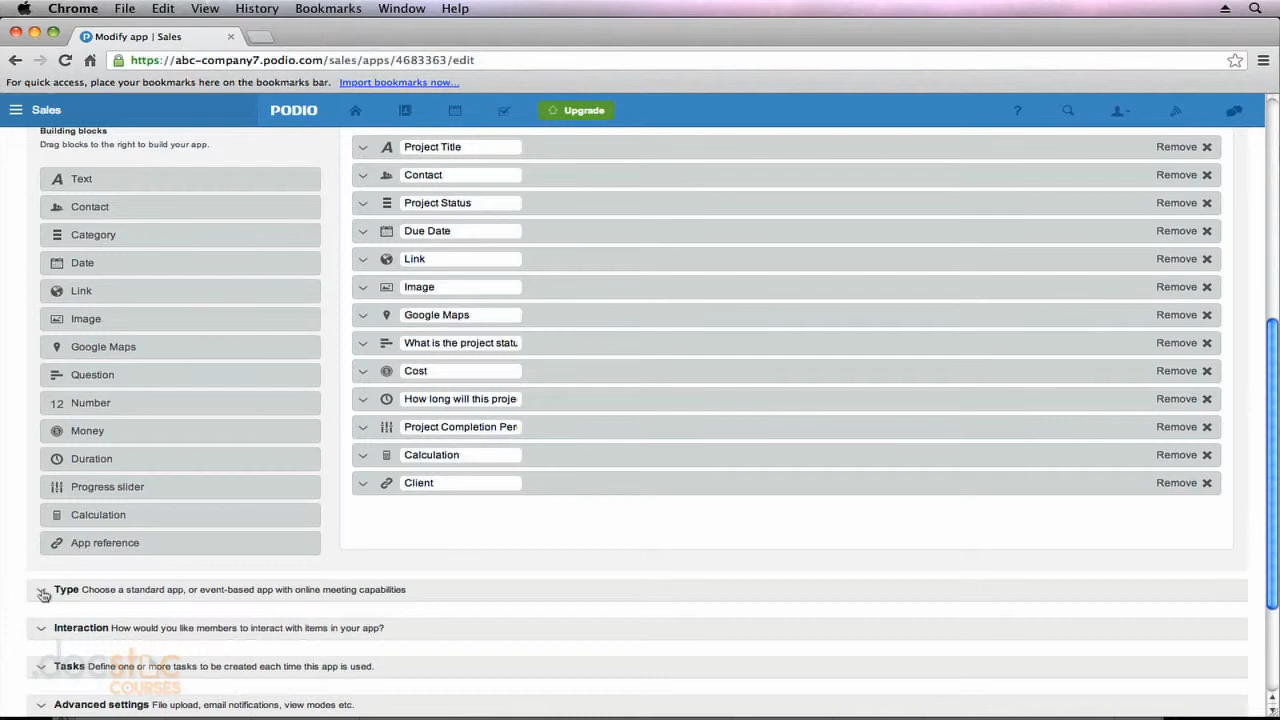 Chrome File Edit View History Bookmarks Window Help
Modify app | Sales
https://abc-company7.podio.com/sales/apps/4683363/edit
For quick access, place your bookmarks here on the bookmarks bar. Import bookmarks now...
Sales PODIO Upgrade ?
Building blocks
Drag blocks to the right to build your app.
Text
Contact
Category
Date
Link
Image
Google Maps
Question
12 Number
Money
Duration
Progress slider
Calculation
App reference
Project Title Remove
Contact Remove
Project Status Remove
Due Date Remove
Link Remove
Image Remove
Google Maps Remove
What is the project statu Remove
Cost Remove
How long will this proje Remove
Project Completion Per Remove
Calculation Remove
Client Remove
Type Choose a standard app, or event-based app with online meeting capabilities
Interaction How would you like members to interact with items in your app?
Tasks Define one or more tasks to be created each time this app is used.
docstoc
COURSES
Advanced settings File upload, email notifications, view modes etc.